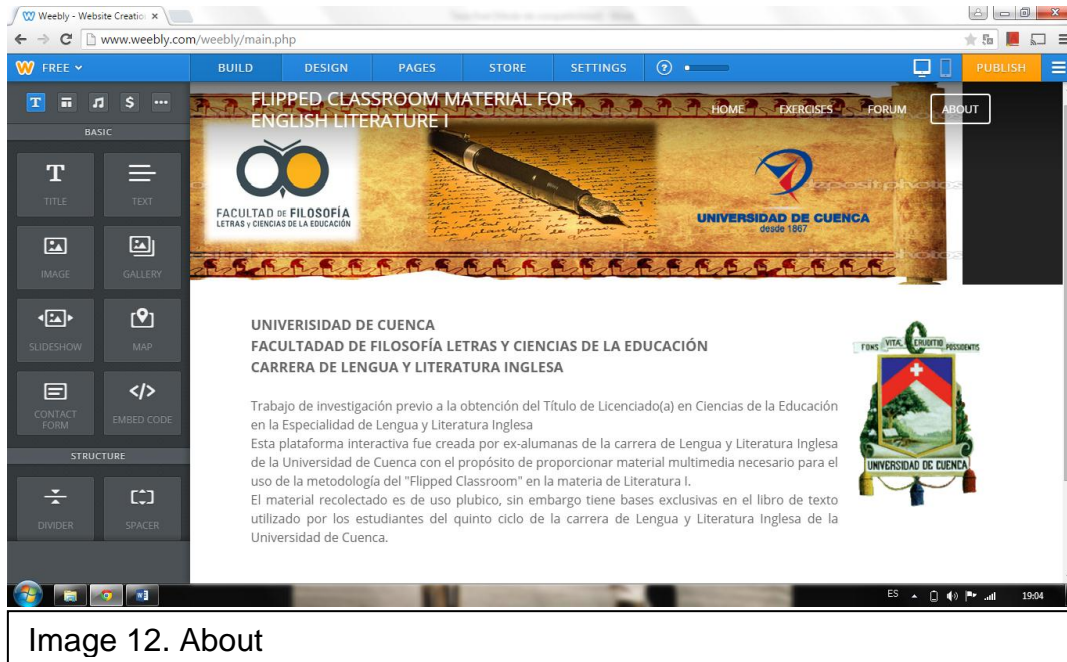 Weebly - Website Creatio
www.weebly.com/weebly/main.php
FREE
BUILD
DESIGN
PAGES
STORE
SETTINGS
PUBLISH
BASIC
TITLE
TEXT
IMAGE
GALLERY
SLIDESHOW
MAP
CONTACT
FORM
EMBED CODE
STRUCTURE
DIVIDER
SPACER
FLIPPED CLASSROOM MATERIAL FOR
ENGLISH LITERATURE I
HOME
EXERCISES
FORUM
ABOUT
FACULTAD DE FILOSOFÍA
LETRAS y CIENCIAS DE LA EDUCACIÓN
depositphotos
UNIVERSIDAD DE CUENCA
desde 1867
UNIVERISIDAD DE CUENCA
FACULTADAD DE FILOSOFÍA LETRAS Y CIENCIAS DE LA EDUCACIÓN
CARRERA DE LENGUA Y LITERATURA INGLESA
Trabajo de investigación previo a la obtención del Título de Licenciado(a) en Ciencias de la Educación
en la Especialidad de Lengua y Literatura Inglesa
Esta plataforma interactiva fue creada por ex-alumanas de la carrera de Lengua y Literatura Inglesa
de la Universidad de Cuenca con el propósito de proporcionar material multimedia necesario para el
uso de la metodología del "Flipped Classroom" en la materia de Literatura I.
El material recolectado es de uso plubico, sin embargo tiene bases exclusivas en el libro de texto
utilizado por los estudiantes del quinto ciclo de la carrera de Lengua y Literatura Inglesa de la
Universidad de Cuenca.
FONS VITÆ ERUDITIO POSSIDENTIS
UNIVERSIDAD DE CUENCA
ES
19:04
Image 12. About